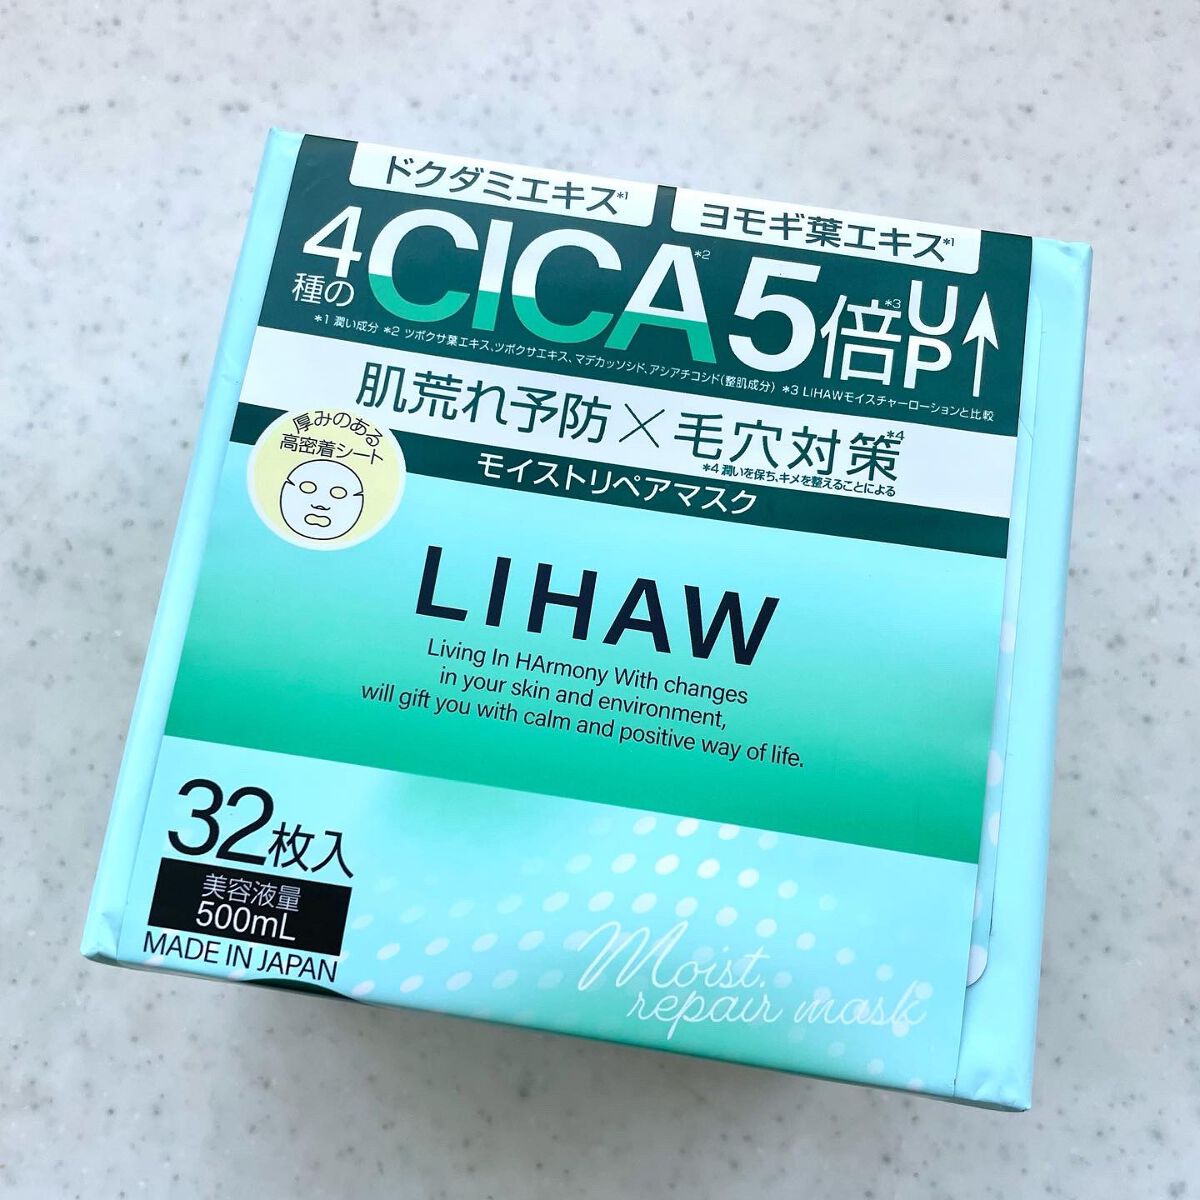 ドクダミエキス*1
ヨモギ葉エキス*1
4種のCICA*2 5倍*3UP
*1 潤い成分 *2 ツボクサ葉エキス、ツボクサエキス、マデカッソシド、アシアチコシド(整肌成分) *3 LIHAWモイスチャーローションと比較
肌荒れ予防×毛穴対策*4
*4 潤いを保ち、キメを整えることによる
厚みのある
高密着シート
モイストリペアマスク
LIHAW
Living In HArmony With changes
in your skin and environment,
will gift you with calm and positive way of life.
32枚入
美容液量
500mL
MADE IN JAPAN
Moist.
repair mask